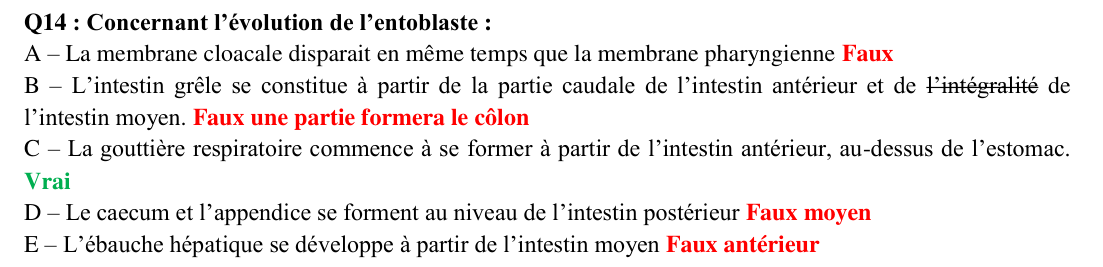 Q14 : Concernant l’évolution de l’entoblaste :
A – La membrane cloacale disparait en même temps que la membrane pharyngienne Faux
B – L’intestin grêle se constitue à partir de la partie caudale de l’intestin antérieur et de l’intégralité de
l’intestin moyen. Faux une partie formera le côlon
C – La gouttière respiratoire commence à se former à partir de l’intestin antérieur, au-dessus de l’estomac.
Vrai
D – Le caecum et l’appendice se forment au niveau de l’intestin postérieur Faux moyen
E – L’ébauche hépatique se développe à partir de l’intestin moyen Faux antérieur